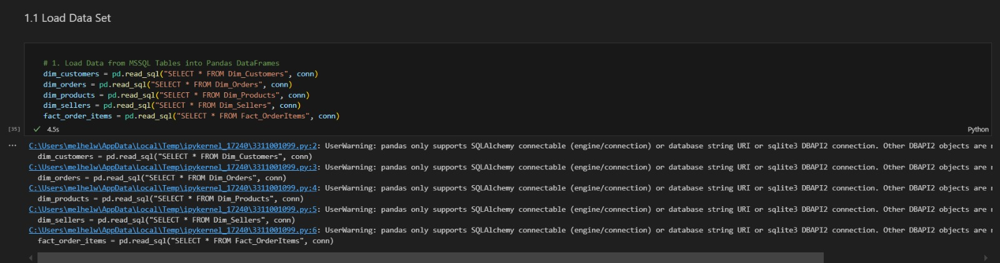 1.1 Load Data Set
# 1. Load Data from MSSQL Tables into Pandas DataFrames
dim_customers = pd.read_sql("SELECT * FROM Dim_Customers", conn)
dim_orders = pd.read_sql("SELECT * FROM Dim_Orders", conn)
dim_products = pd.read_sql("SELECT * FROM Dim_Products", conn)
dim_sellers = pd.read_sql("SELECT * FROM Dim_Sellers", conn)
fact_order_items = pd.read_sql("SELECT * FROM Fact_OrderItems", conn)
[35] ✓ 4.5s Python
... C:\Users\melhelw\AppData\Local\Temp\ipykernel_17240\3311001099.py:2: UserWarning: pandas only supports SQLAlchemy connectable (engine/connection) or database string URI or sqlite3 DBAPI2 connection. Other DBAPI2 objects are
dim_customers = pd.read_sql("SELECT * FROM Dim_Customers", conn)
C:\Users\melhelw\AppData\Local\Temp\ipykernel_17240\3311001099.py:3: UserWarning: pandas only supports SQLAlchemy connectable (engine/connection) or database string URI or sqlite3 DBAPI2 connection. Other DBAPI2 objects are
dim_orders = pd.read_sql("SELECT * FROM Dim_Orders", conn)
C:\Users\melhelw\AppData\Local\Temp\ipykernel_17240\3311001099.py:4: UserWarning: pandas only supports SQLAlchemy connectable (engine/connection) or database string URI or sqlite3 DBAPI2 connection. Other DBAPI2 objects are
dim_products = pd.read_sql("SELECT * FROM Dim_Products", conn)
C:\Users\melhelw\AppData\Local\Temp\ipykernel_17240\3311001099.py:5: UserWarning: pandas only supports SQLAlchemy connectable (engine/connection) or database string URI or sqlite3 DBAPI2 connection. Other DBAPI2 objects are
dim_sellers = pd.read_sql("SELECT * FROM Dim_Sellers", conn)
C:\Users\melhelw\AppData\Local\Temp\ipykernel_17240\3311001099.py:6: UserWarning: pandas only supports SQLAlchemy connectable (engine/connection) or database string URI or sqlite3 DBAPI2 connection. Other DBAPI2 objects are
fact_order_items = pd.read_sql("SELECT * FROM Fact_OrderItems", conn)